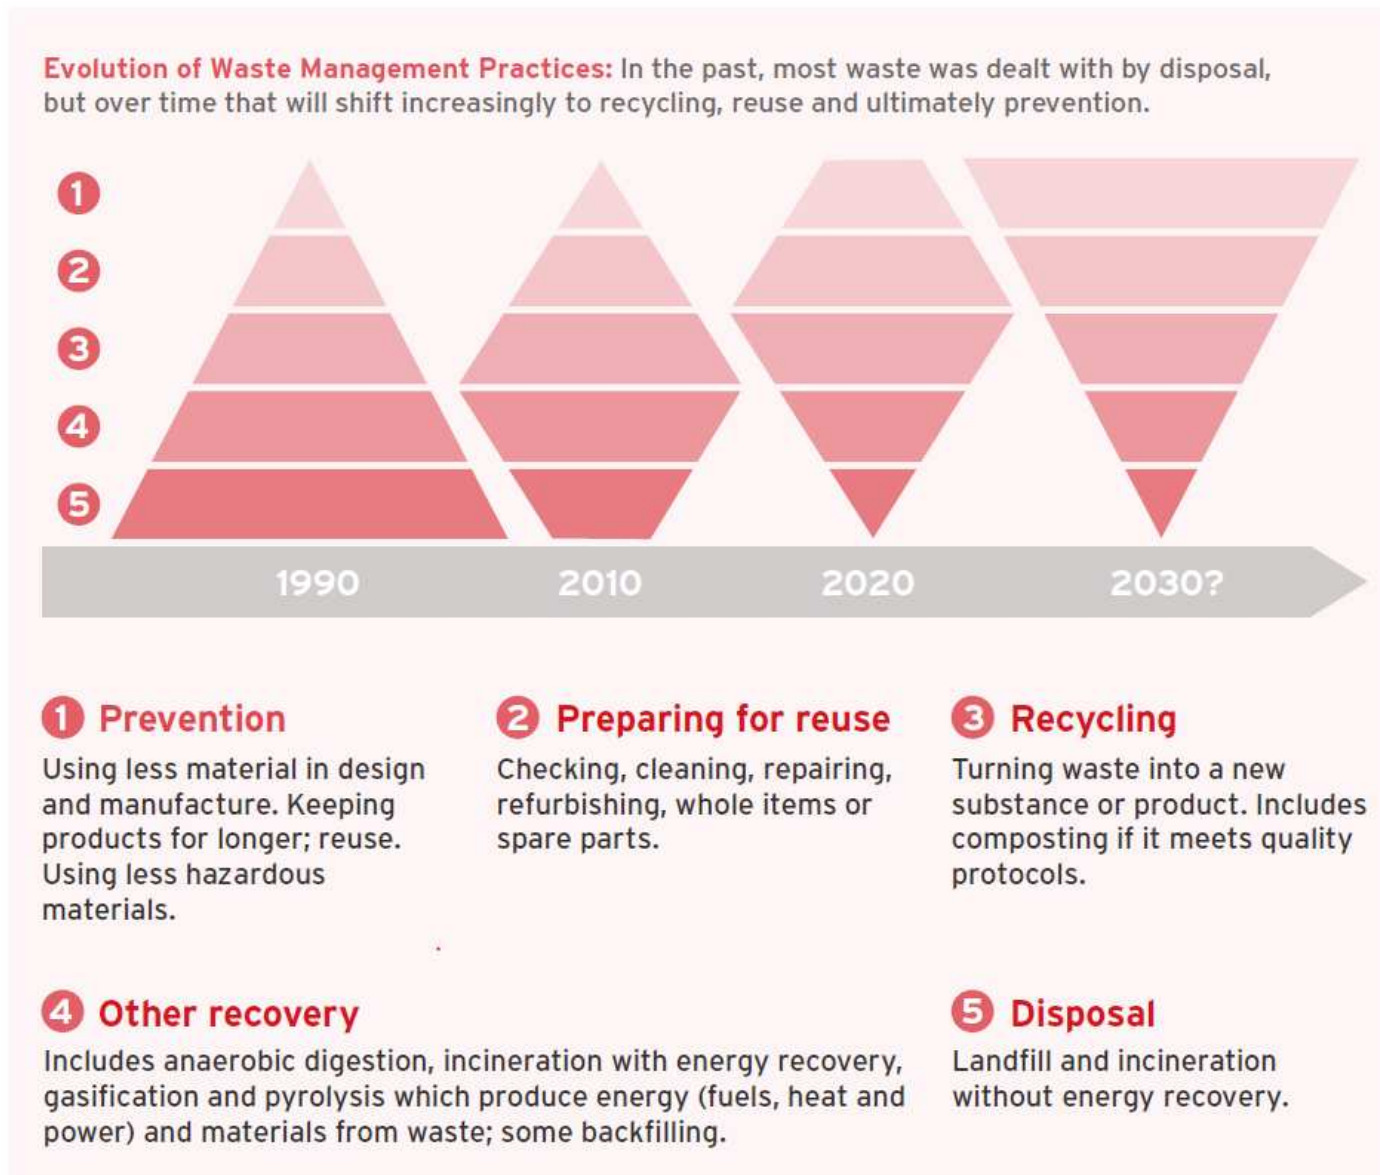 Evolution of Waste Management Practices: In the past, most waste was dealt with by disposal,
but over time that will shift increasingly to recycling, reuse and ultimately prevention.
1
2
3
4
5
1990 2010 2020 2030?
1 Prevention
Using less material in design
and manufacture. Keeping
products for longer; reuse.
Using less hazardous
materials.
2 Preparing for reuse
Checking, cleaning, repairing,
refurbishing, whole items or
spare parts.
3 Recycling
Turning waste into a new
substance or product. Includes
composting if it meets quality
protocols.
4 Other recovery
Includes anaerobic digestion, incineration with energy recovery,
gasification and pyrolysis which produce energy (fuels, heat and
power) and materials from waste; some backfilling.
5 Disposal
Landfill and incineration
without energy recovery.